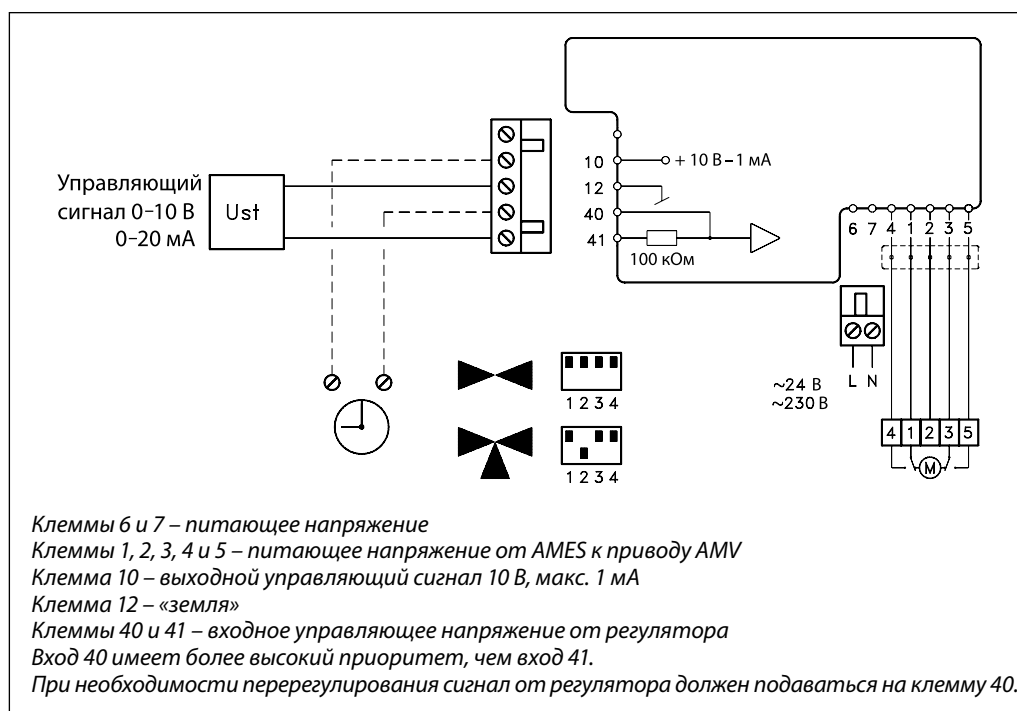 Управляющий
сигнал 0–10 В
0–20 мА
Ust
10
+ 10 В – 1 мА
12
40
41
100 кОм
6 7 4 1 2 3 5
L N
~24 В
~230 В
1 2 3 4
4 1 2 3 5
M
1 2 3 4
Клеммы 6 и 7 – питающее напряжение
Клеммы 1, 2, 3, 4 и 5 – питающее напряжение от AMES к приводу AMV
Клемма 10 – выходной управляющий сигнал 10 В, макс. 1 мА
Клемма 12 – «земля»
Клеммы 40 и 41 – входное управляющее напряжение от регулятора
Вход 40 имеет более высокий приоритет, чем вход 41.
При необходимости перерегулирования сигнал от регулятора должен подаваться на клемму 40.